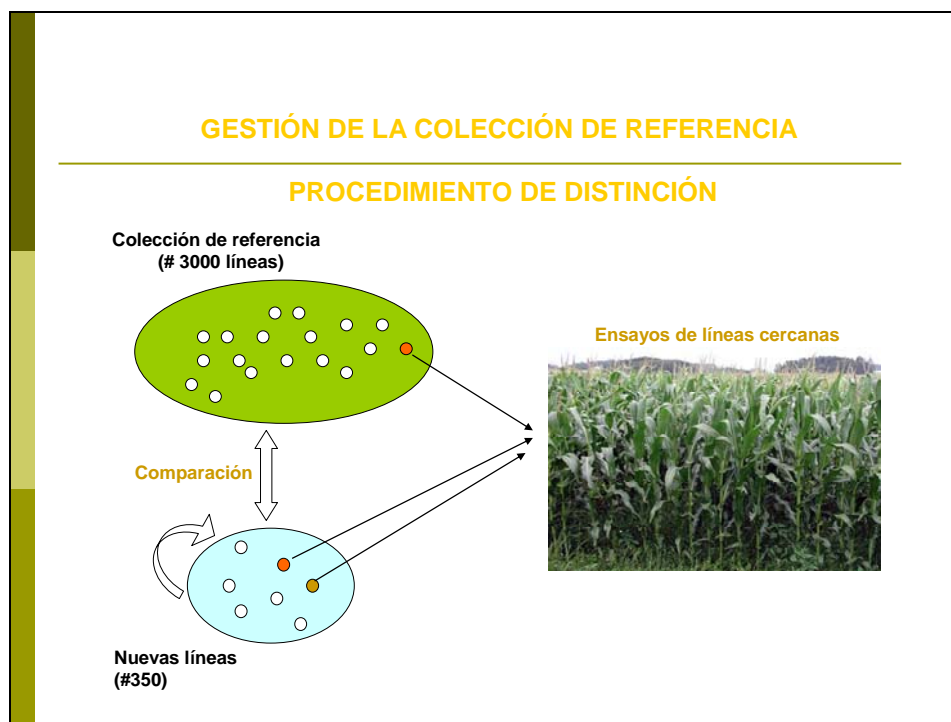 GESTIÓN DE LA COLECCIÓN DE REFERENCIA
PROCEDIMIENTO DE DISTINCIÓN
Colección de referencia
(# 3000 líneas)
Ensayos de líneas cercanas
Comparación
Nuevas líneas
(#350)